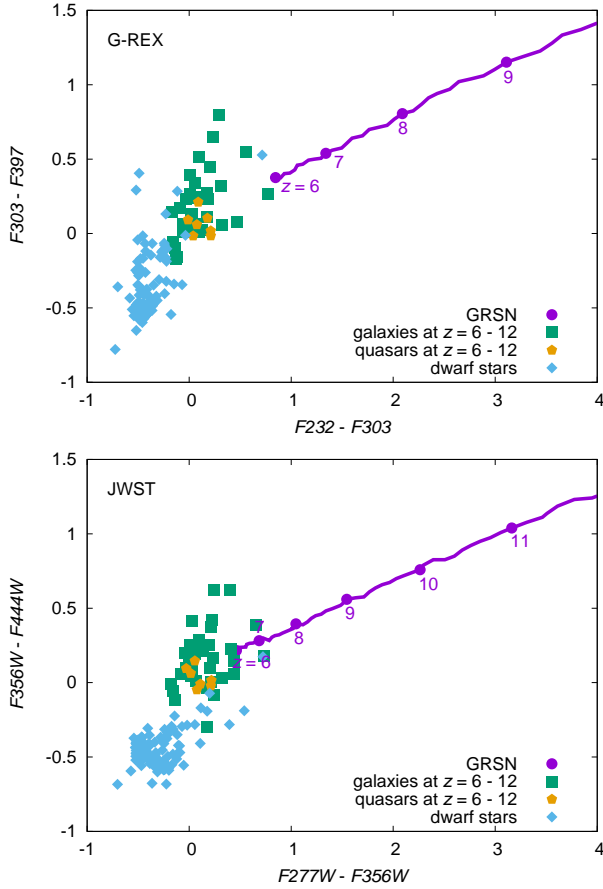 1.5
G-REX
1
9
8
7
0.5
z = 6
0
-0.5
-1
F303 - F397
GRSN
galaxies at z = 6 - 12
quasars at z = 6 - 12
dwarf stars
-1 0 1 2 3 4
F232 - F303
1.5
JWST
1
11
10
9
0.5
8
7
z = 6
0
-0.5
-1
F356W - F444W
GRSN
galaxies at z = 6 - 12
quasars at z = 6 - 12
dwarf stars
-1 0 1 2 3 4
F277W - F356W